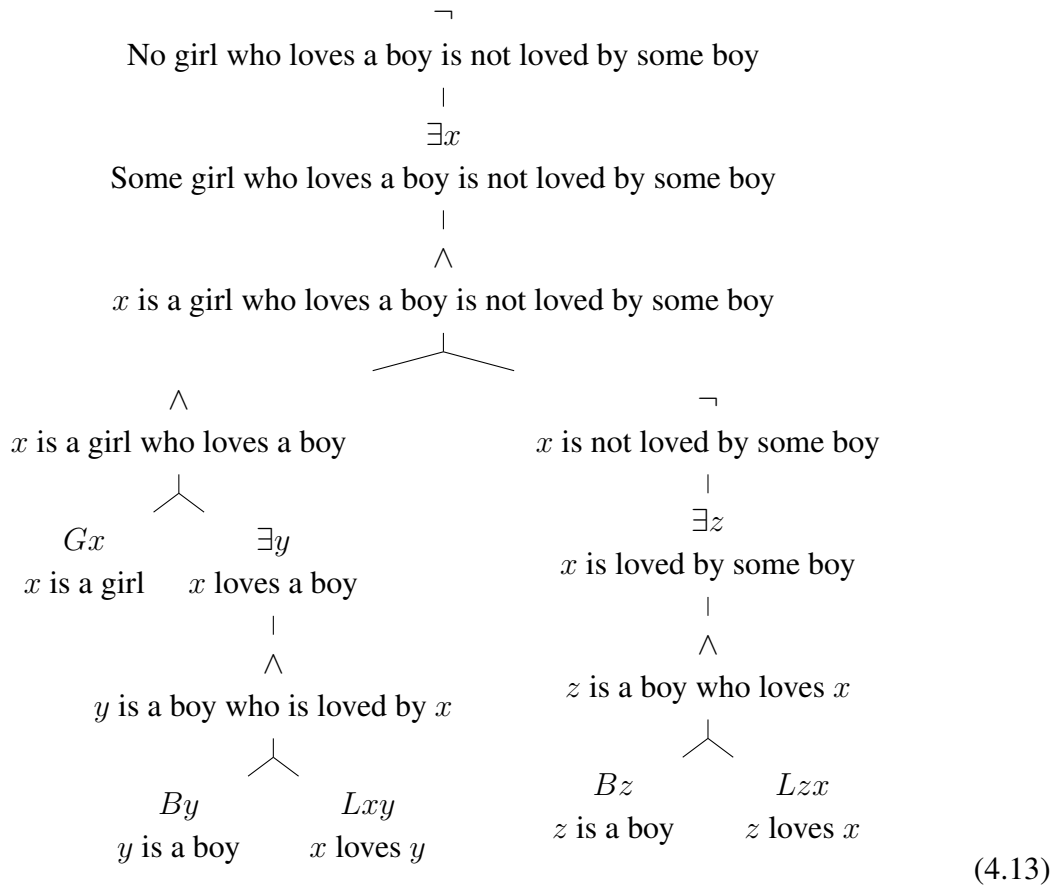 ¬
No girl who loves a boy is not loved by some boy
∃x
Some girl who loves a boy is not loved by some boy
∧
x is a girl who loves a boy is not loved by some boy
∧ ¬
x is a girl who loves a boy x is not loved by some boy
Gx ∃y ∃z
x is a girl x loves a boy x is loved by some boy
∧ ∧
y is a boy who is loved by x z is a boy who loves x
By Lxy Bz Lzx
y is a boy x loves y z is a boy z loves x
(4.13)